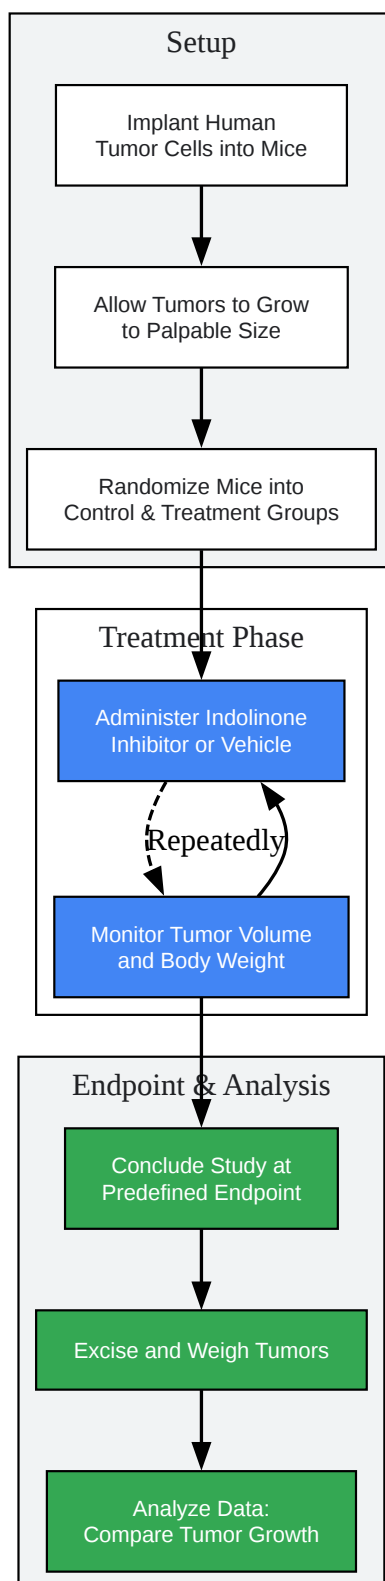 Setup
Implant Human
Tumor Cells into Mice
Allow Tumors to Grow
to Palpable Size
Randomize Mice into
Control & Treatment Groups
Treatment Phase
Administer Indolinone
Inhibitor or Vehicle
Repeatedly
Monitor Tumor Volume
and Body Weight
Endpoint & Analysis
Conclude Study at
Predefined Endpoint
Excise and Weigh Tumors
Analyze Data:
Compare Tumor Growth